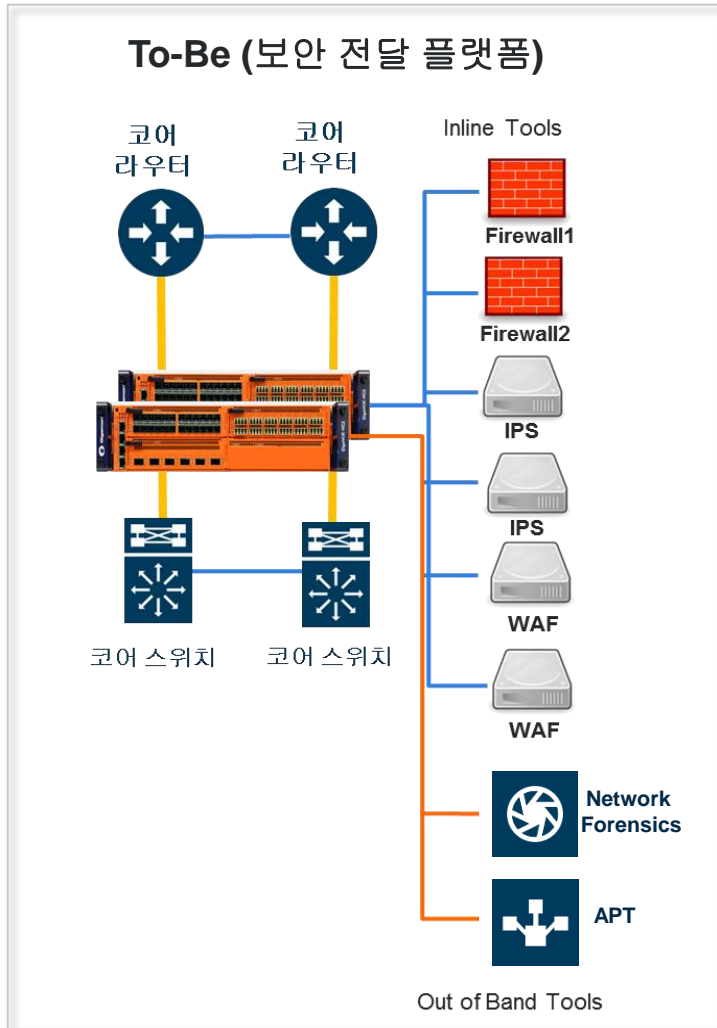 To-Be (보안 전달 플랫폼)
코어
라우터
코어
라우터
Inline Tools
Firewall1
Firewall2
IPS
IPS
WAF
WAF
코어 스위치
코어 스위치
Network
Forensics
APT
Out of Band Tools